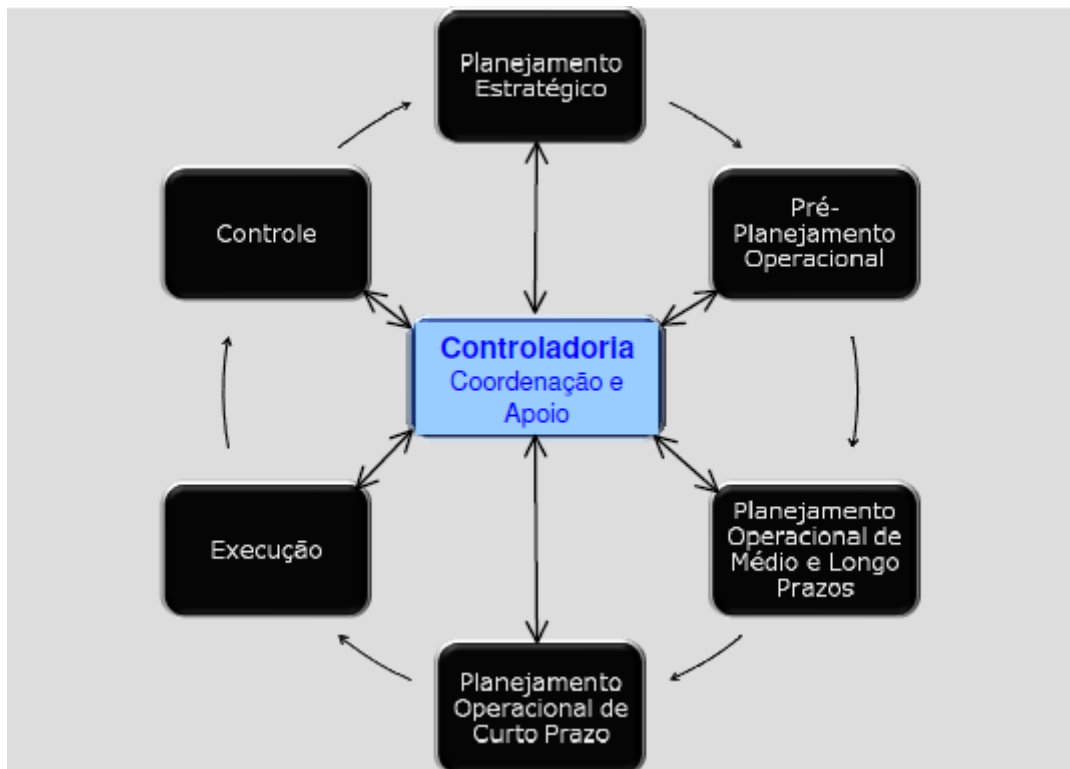 Planejamento
Estratégico
Pré-
Planejamento
Operacional
Planejamento
Operacional de
Médio e Longo
Prazos
Planejamento
Operacional de
Curto Prazo
Execução
Controle
Controladoria
Coordenação e
Apoio